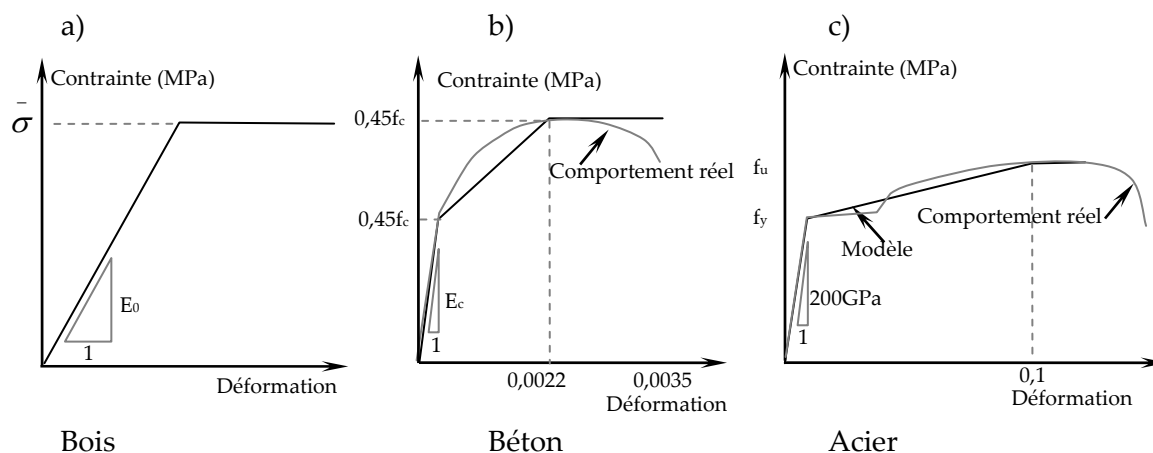 a)
Contrainte (MPa)
σ̄
E₀
1
Déformation
Bois
b)
Contrainte (MPa)
0,45fc
Comportement réel
0,45fc
Ec
1
0,0022
0,0035
Déformation
Béton
c)
Contrainte (MPa)
fu
fy
Comportement réel
Modèle
200GPa
1
0,1
Déformation
Acier